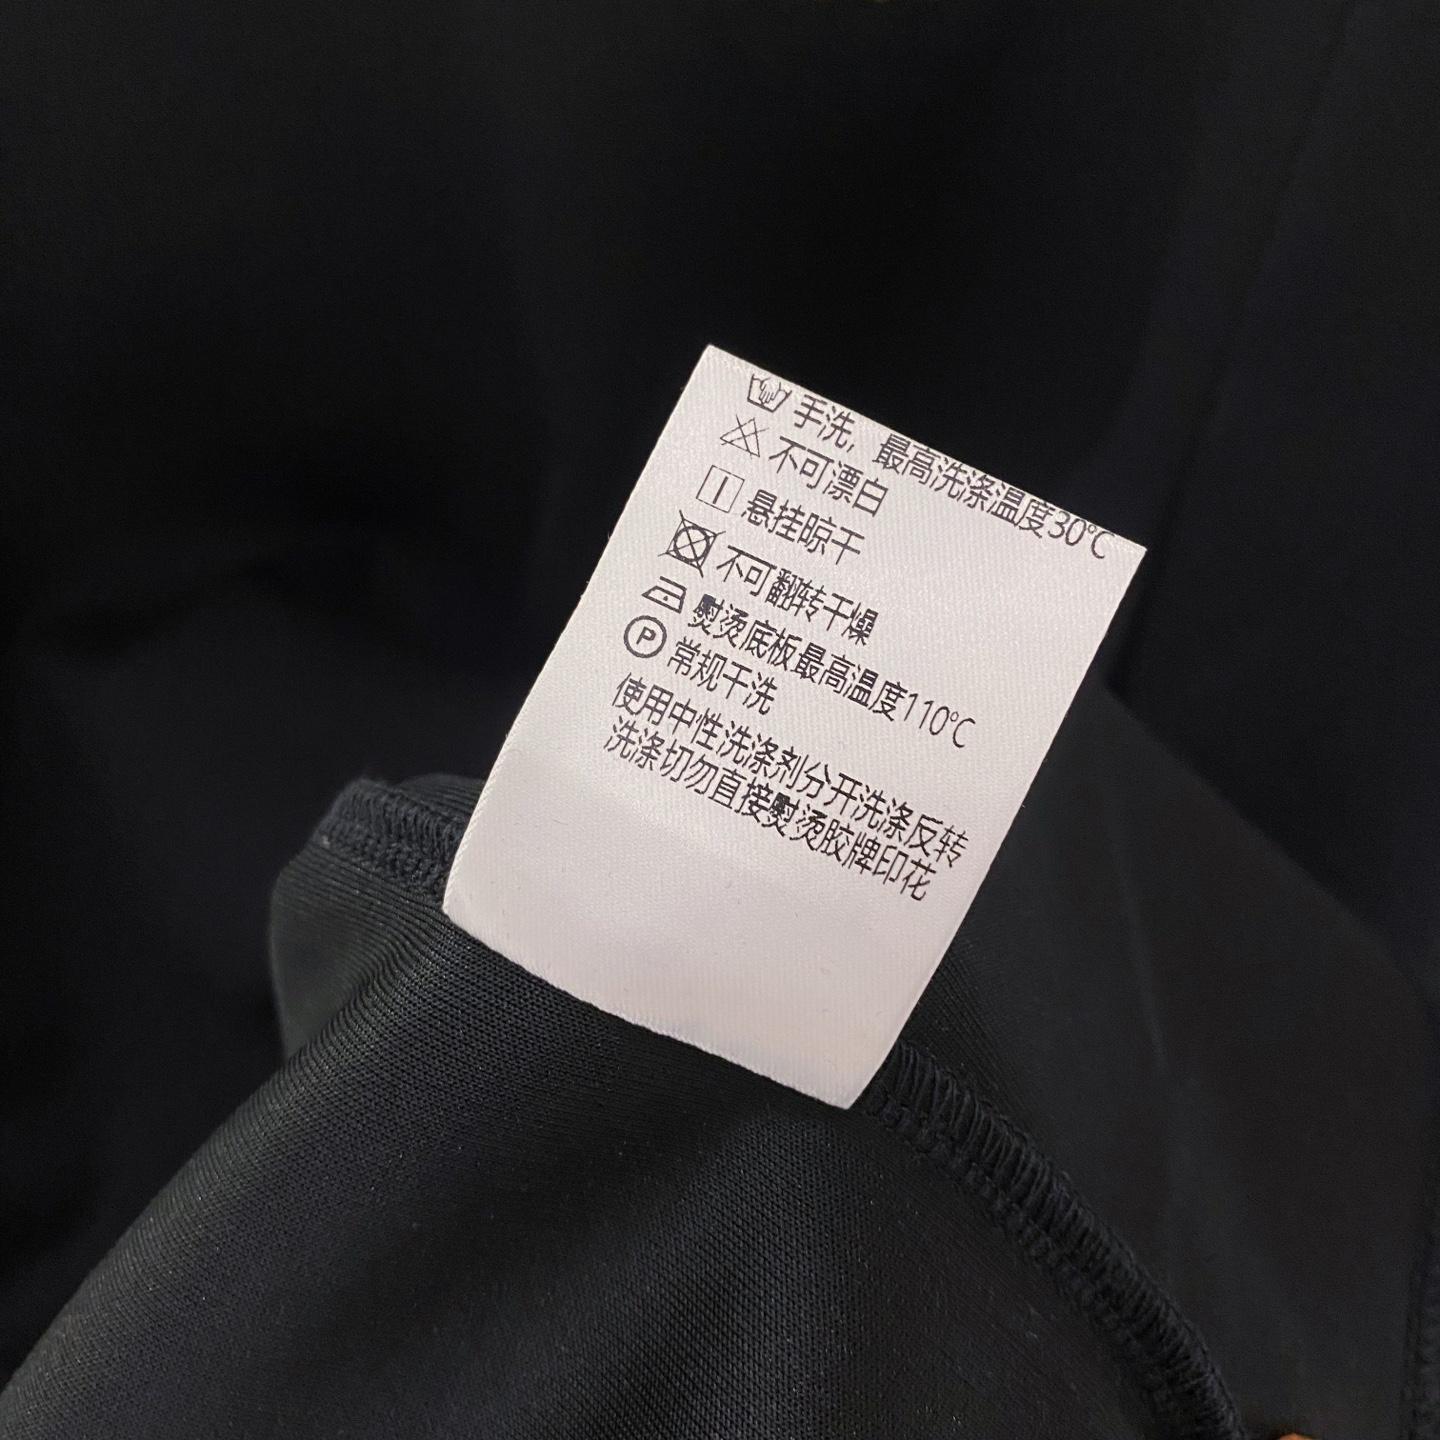 手洗，最高洗涤温度30℃
不可漂白
悬挂晾干
不可翻转干燥
熨烫底板最高温度110℃
P 常规干洗
使用中性洗涤剂分开洗涤反转
洗涤切勿直接熨烫胶牌印花